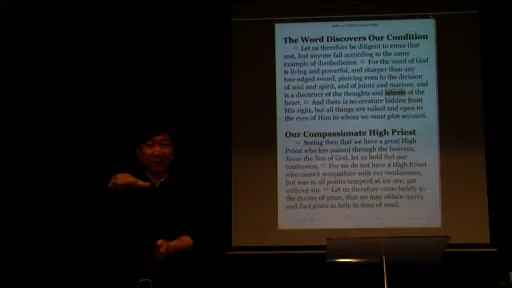 The Word Discovers Our Condition
11 Let us therefore be diligent to enter that
rest, lest anyone fall according to the same
example of disobedience. 12 For the word of God
is living and powerful, and sharper than any
two-edged sword, piercing even to the division
of soul and spirit, and of joints and marrow, and
is a discerner of the thoughts and intents of the
heart. 13 And there is no creature hidden from
His sight, but all things are naked and open to
the eyes of Him to whom we must give account.
Our Compassionate High Priest
14 Seeing then that we have a great High
Priest who has passed through the heavens,
Jesus the Son of God, let us hold fast our
confession. 15 For we do not have a High Priest
who cannot sympathize with our weaknesses,
but was in all points tempted as we are, yet
without sin. 16 Let us therefore come boldly to
the throne of grace, that we may obtain mercy
and find grace to help in time of need.